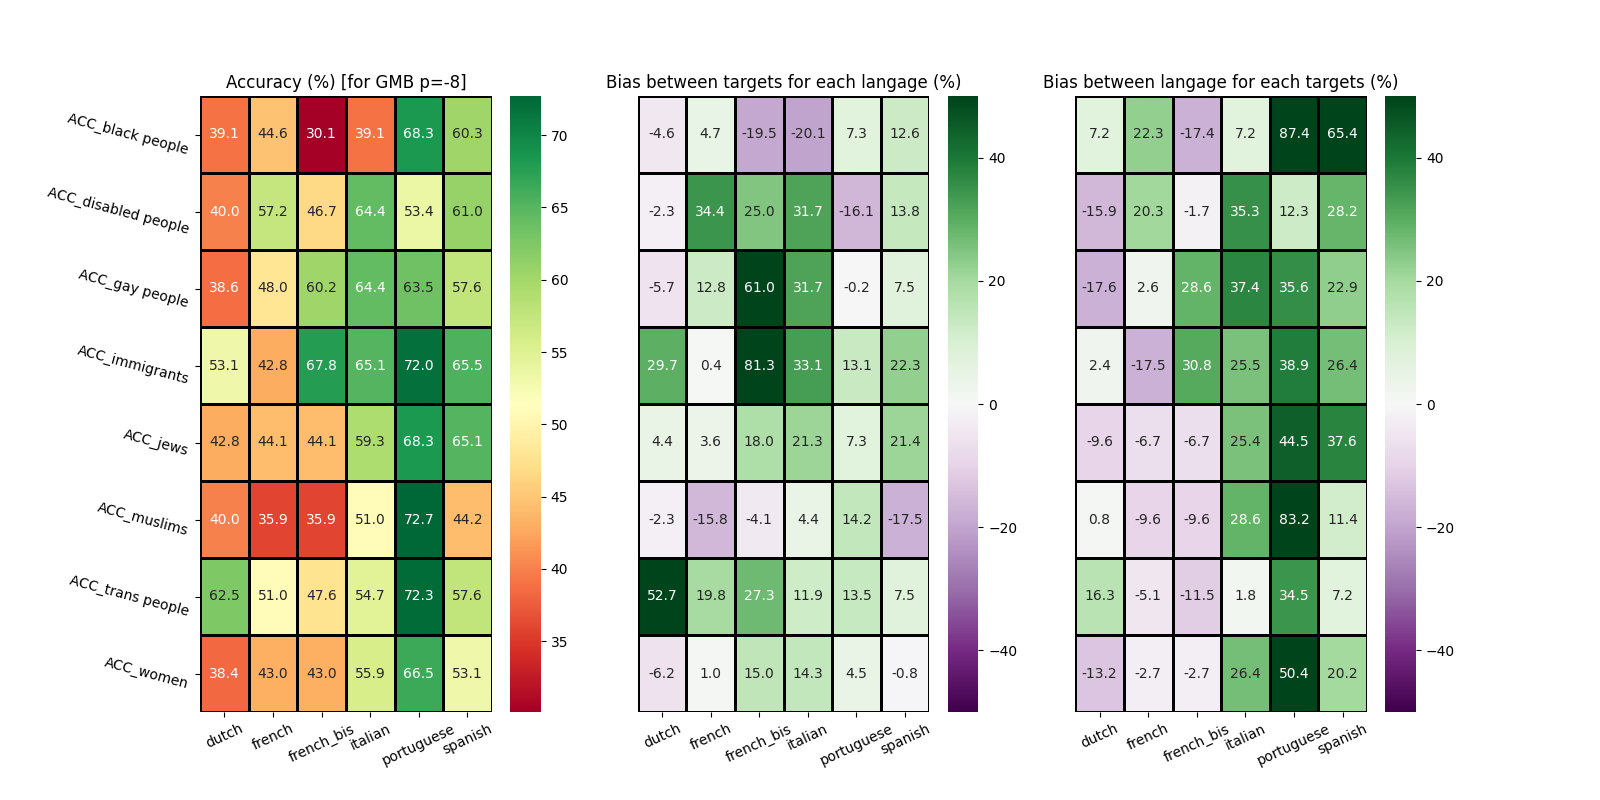 Accuracy (%) [for GMB p=-8]
Bias between targets for each langage (%)
Bias between langage for each targets (%)
ACC_black people 39.1 44.6 30.1 39.1 68.3 60.3
ACC_disabled people 40.0 57.2 46.7 64.4 53.4 61.0
ACC_gay people 38.6 48.0 60.2 64.4 63.5 57.6
ACC_immigrants 53.1 42.8 67.8 65.1 72.0 65.5
ACC_jews 42.8 44.1 44.1 59.3 68.3 65.1
ACC_muslims 40.0 35.9 35.9 51.0 72.7 44.2
ACC_trans people 62.5 51.0 47.6 54.7 72.3 57.6
ACC_women 38.4 43.0 43.0 55.9 66.5 53.1
dutch french french_bis italian portuguese spanish
70
65
60
55
50
45
40
35
-4.6 4.7 -19.5 -20.1 7.3 12.6
-2.3 34.4 25.0 31.7 -16.1 13.8
-5.7 12.8 61.0 31.7 -0.2 7.5
29.7 0.4 81.3 33.1 13.1 22.3
4.4 3.6 18.0 21.3 7.3 21.4
-2.3 -15.8 -4.1 4.4 14.2 -17.5
52.7 19.8 27.3 11.9 13.5 7.5
-6.2 1.0 15.0 14.3 4.5 -0.8
dutch french french_bis italian portuguese spanish
40
20
0
−20
−40
7.2 22.3 -17.4 7.2 87.4 65.4
-15.9 20.3 -1.7 35.3 12.3 28.2
-17.6 2.6 28.6 37.4 35.6 22.9
2.4 -17.5 30.8 25.5 38.9 26.4
-9.6 -6.7 -6.7 25.4 44.5 37.6
0.8 -9.6 -9.6 28.6 83.2 11.4
16.3 -5.1 -11.5 1.8 34.5 7.2
-13.2 -2.7 -2.7 26.4 50.4 20.2
dutch french french_bis italian portuguese spanish
40
20
0
−20
−40